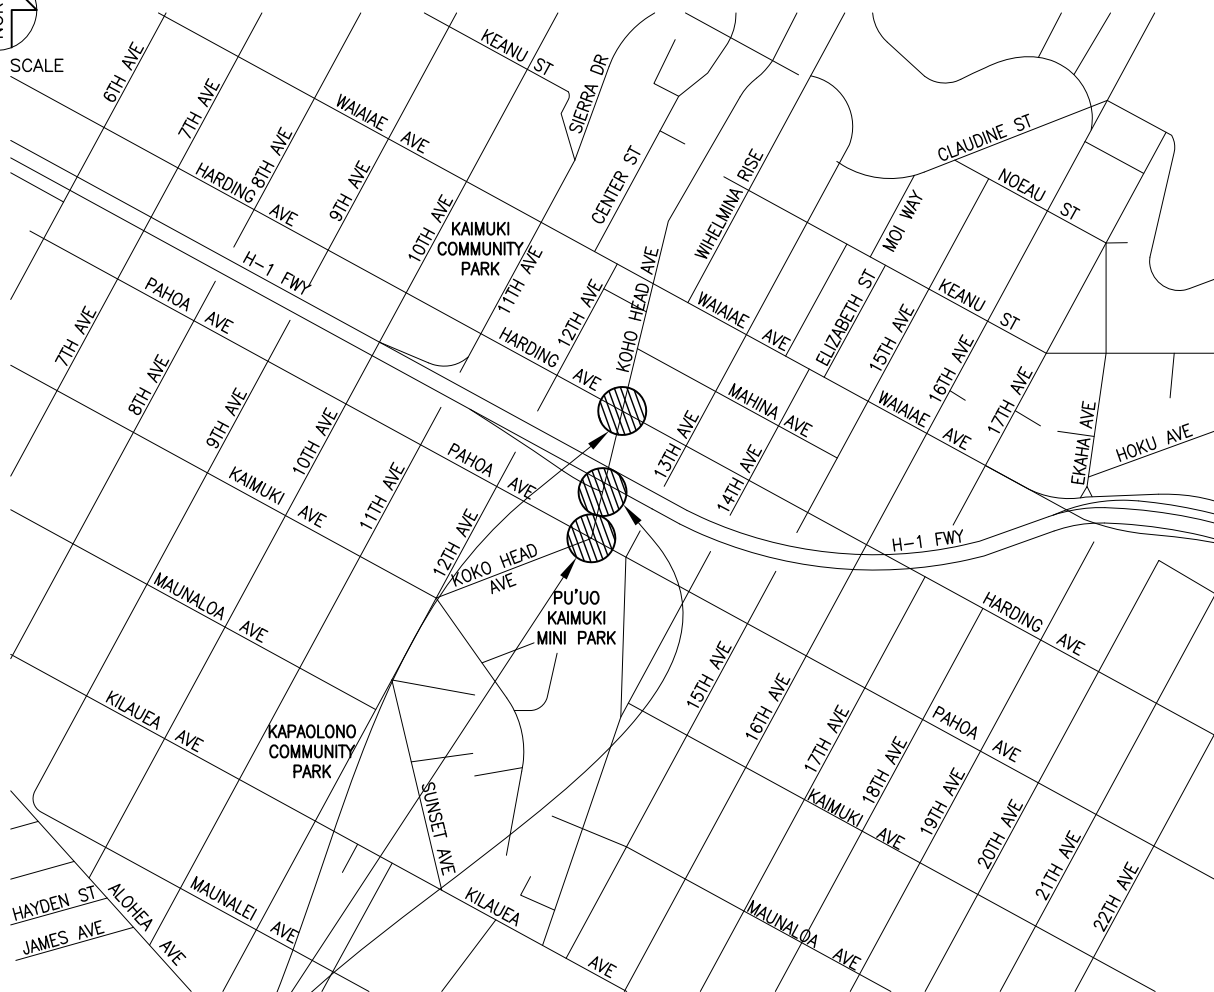 SCALE
6TH AVE
7TH AVE
8TH AVE
9TH AVE
10TH AVE
11TH AVE
12TH AVE
KEANU ST
SIERRA DR
WAIAIAE AVE
HARDING AVE
CENTER ST
WIHELMINA RISE
CLAUDINE ST
NOEAU ST
MOI WAY
KAIMUKI
COMMUNITY
PARK
KOHO HEAD AVE
H-1 FWY
PAHOA AVE
HARDING AVE
WAIAIAE AVE
ELIZABETH ST
15TH AVE
KEANU ST
16TH AVE
17TH AVE
7TH AVE
8TH AVE
9TH AVE
10TH AVE
11TH AVE
12TH AVE
MAHINA AVE
WAIAIAE AVE
EKAHAI AVE
HOKU AVE
13TH AVE
14TH AVE
PAHOA AVE
KAIMUKI AVE
H-1 FWY
KOKO HEAD
AVE
PU'UO
KAIMUKI
MINI PARK
MAUNALOA AVE
HARDING AVE
KILAUEA AVE
KAPAOLONO
COMMUNITY
PARK
15TH AVE
16TH AVE
17TH AVE
18TH AVE
19TH AVE
20TH AVE
21TH AVE
22TH AVE
PAHOA AVE
KAIMUKI AVE
SUNSET AVE
HAYDEN ST
JAMES AVE
ALOHEA AVE
MAUNALEI AVE
KILAUEA AVE
MAUNALOA AVE